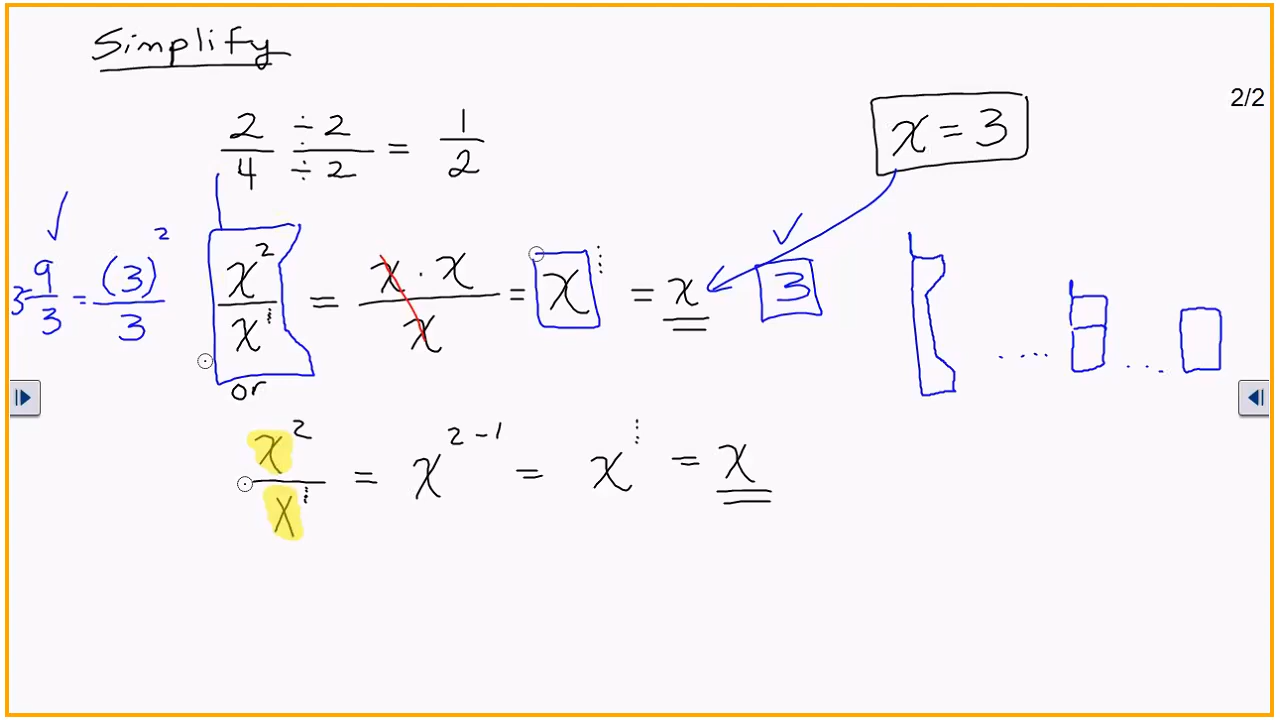 Simplify
2/2
2/4 ÷2/÷2 = 1/2
x = 3
3=9/3 = (3)²/3 x²/x¹ = x·x/x = x¹ = x 3
or
x²/x¹ = x²⁻¹ = x¹ = x